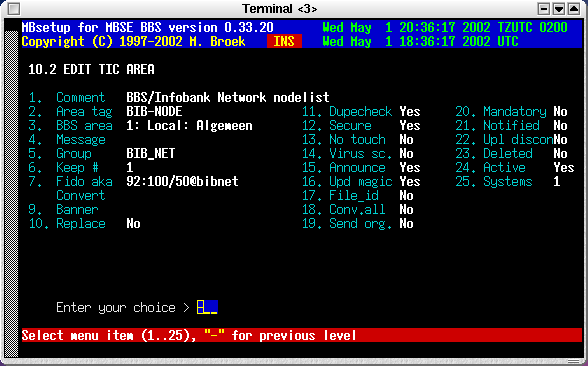 Terminal <3>
MBsetup for MBSE BBS version 0.33.20 Wed May 1 20:36:17 2002 TZUTC 0200
Copyright (C) 1997-2002 M. Broek INS Wed May 1 18:36:17 2002 UTC
10.2 EDIT TIC AREA
1. Comment BBS/Infobank Network nodelist
2. Area tag BIB-NODE 11. Dupecheck Yes 20. Mandatory No
3. BBS area 1: Local: Algemeen 12. Secure Yes 21. Notified No
4. Message 13. No touch No 22. Upl discon No
5. Group BIB_NET 14. Virus sc. No 23. Deleted No
6. Keep # 1 15. Announce Yes 24. Active Yes
7. Fido aka 92:100/50@bibnet 16. Upd magic Yes 25. Systems 1
Convert 17. File_id No
9. Banner 18. Conv.all No
10. Replace No 19. Send org. No
Enter your choice > -__
Select menu item (1..25), "-" for previous level